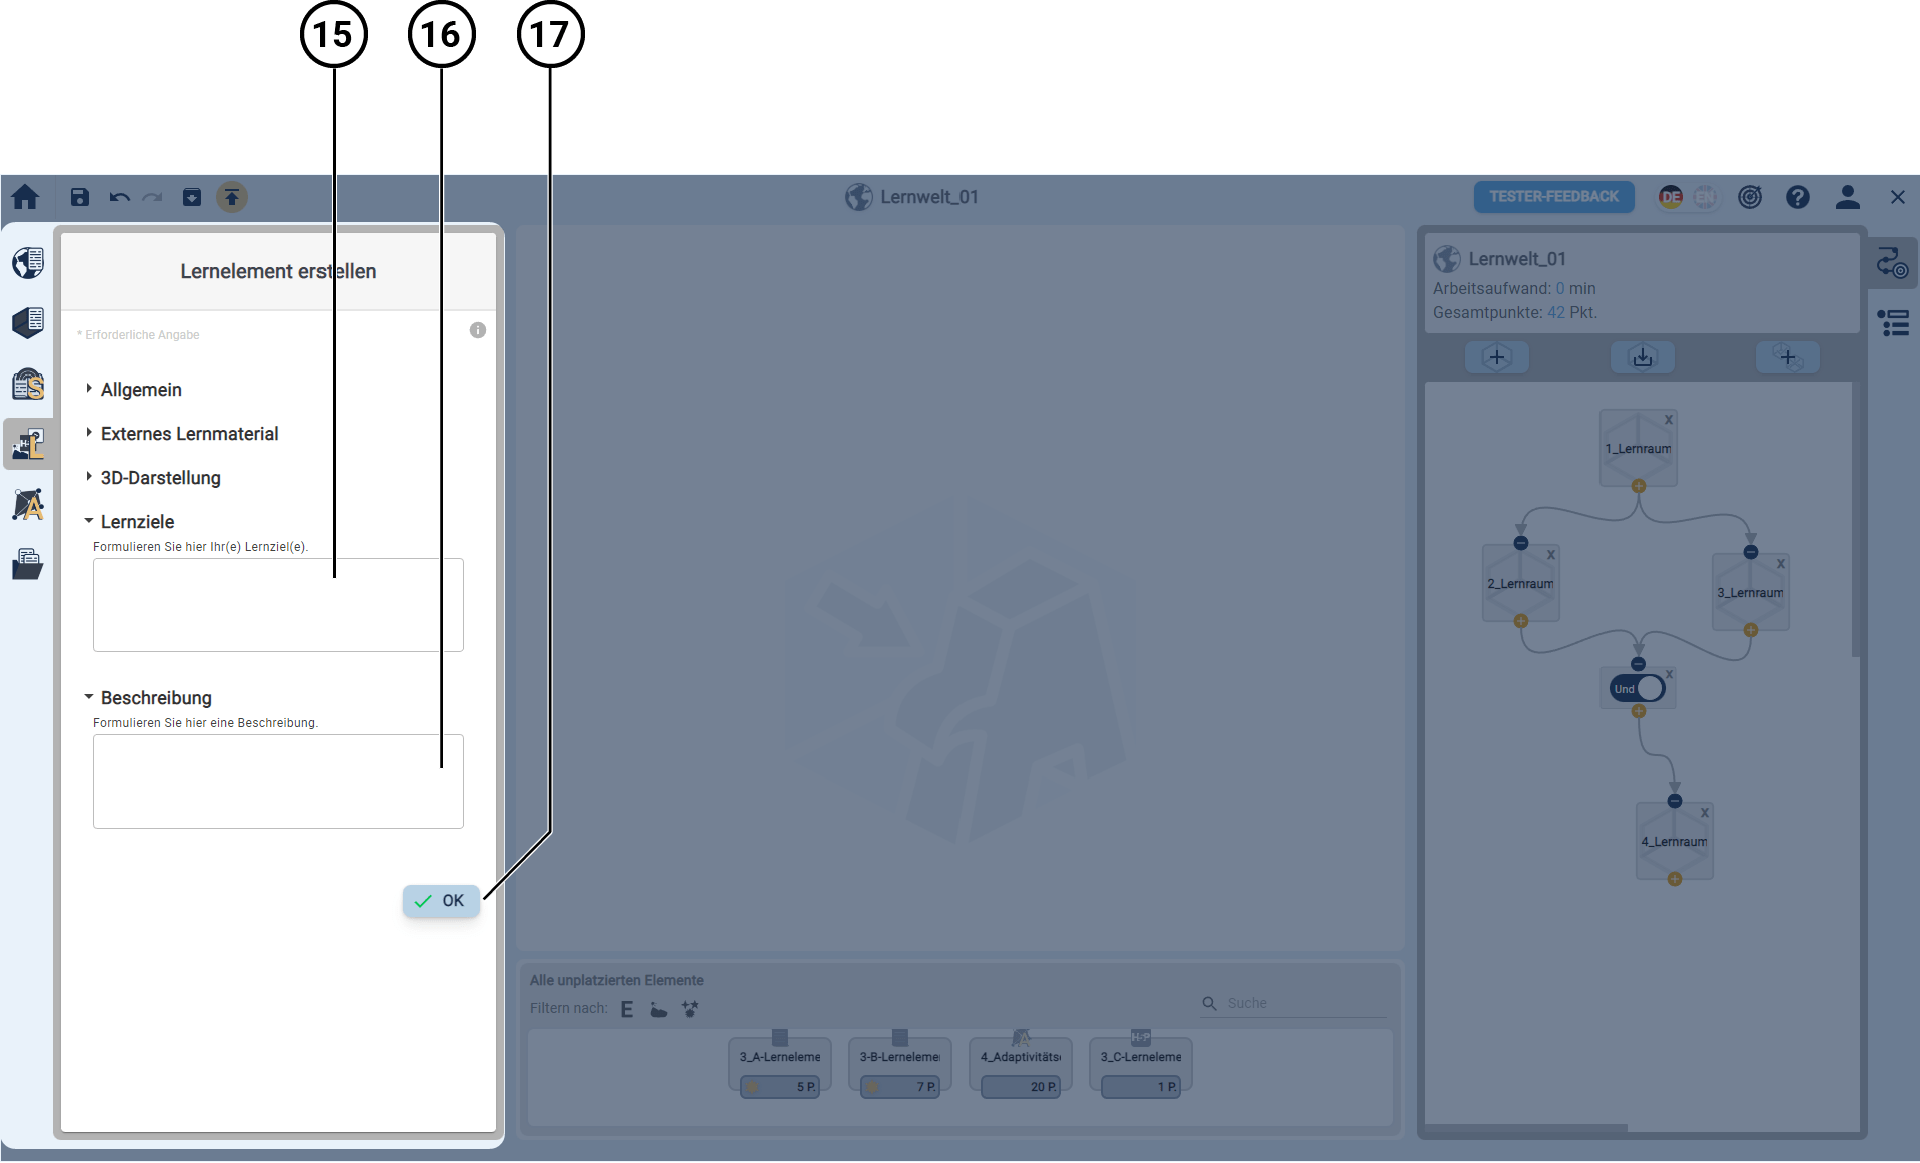 15 16 17
Lernwelt_01
TESTER-FEEDBACK
DE EN
Lernelement erstellen
* Erforderliche Angabe
Allgemein
Externes Lernmaterial
3D-Darstellung
Lernziele
Formulieren Sie hier Ihr(e) Lernziel(e).
Beschreibung
Formulieren Sie hier eine Beschreibung.
OK
Alle unplatzierten Elemente
Filtern nach: E
Suche
3_A-Lerneleme
5 P.
3-B-Lerneleme
7 P.
A
4_Adaptivitäts
20 P.
H-P
3_C-Lerneleme
1 P.
Lernwelt_01
Arbeitsaufwand: 0 min
Gesamtpunkte: 42 Pkt.
X
1_Lernraum
X
2_Lernraum
X
3_Lernraum
X
Und
X
4_Lernraum
S
H-P
L
A